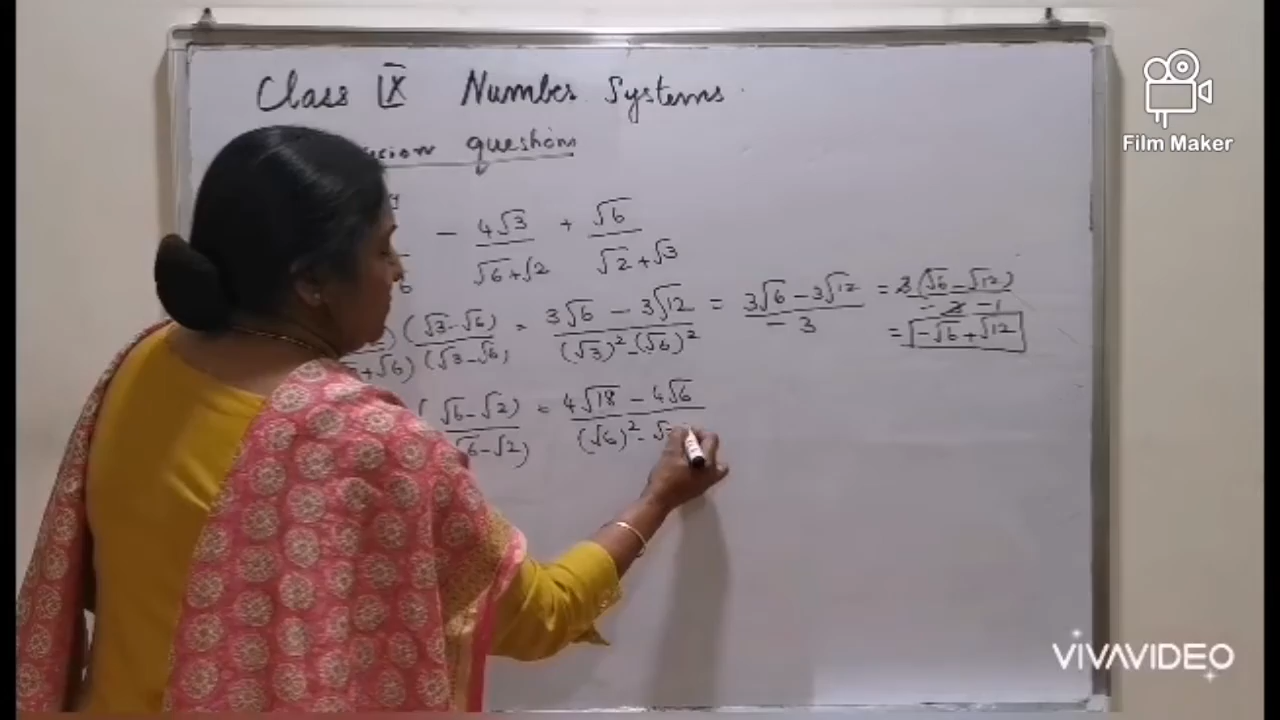 Class IX Number Systems.
questions
- 4√3/√6+√2 + √6/√2+√3
(√3-√6)/(√3-√6) = 3√6 - 3√12/(√3)² - (√6)² = 3√6 - 3√12/-3 = 3(√6 - √12)/-3 -1
= -√6 + √12
(√6-√2)/√6-√2) = 4√18 - 4√6/(√6)² -
Film Maker
VIVAVIDEO